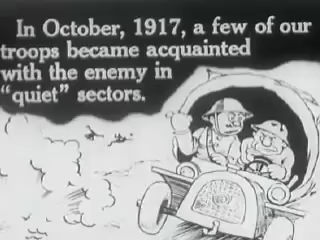 In October, 1917, a few of our
troops became acquainted
with the enemy in
“quiet” sectors.